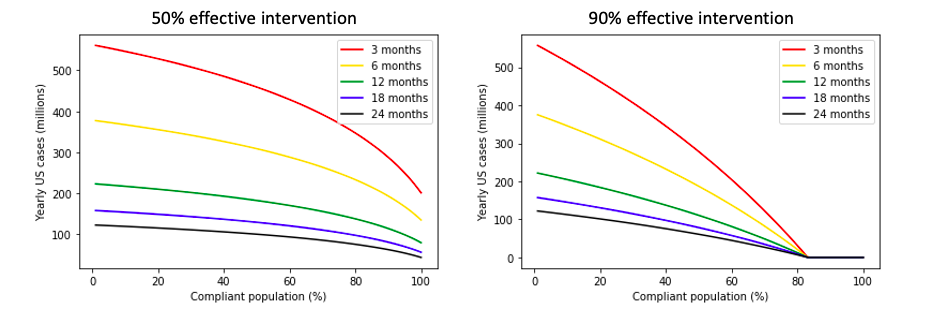 50% effective intervention
3 months
6 months
12 months
18 months
24 months
Yearly US cases (millions)
500
400
300
200
100
0 20 40 60 80 100
Compliant population (%)
90% effective intervention
3 months
6 months
12 months
18 months
24 months
Yearly US cases (millions)
500
400
300
200
100
0
0 20 40 60 80 100
Compliant population (%)